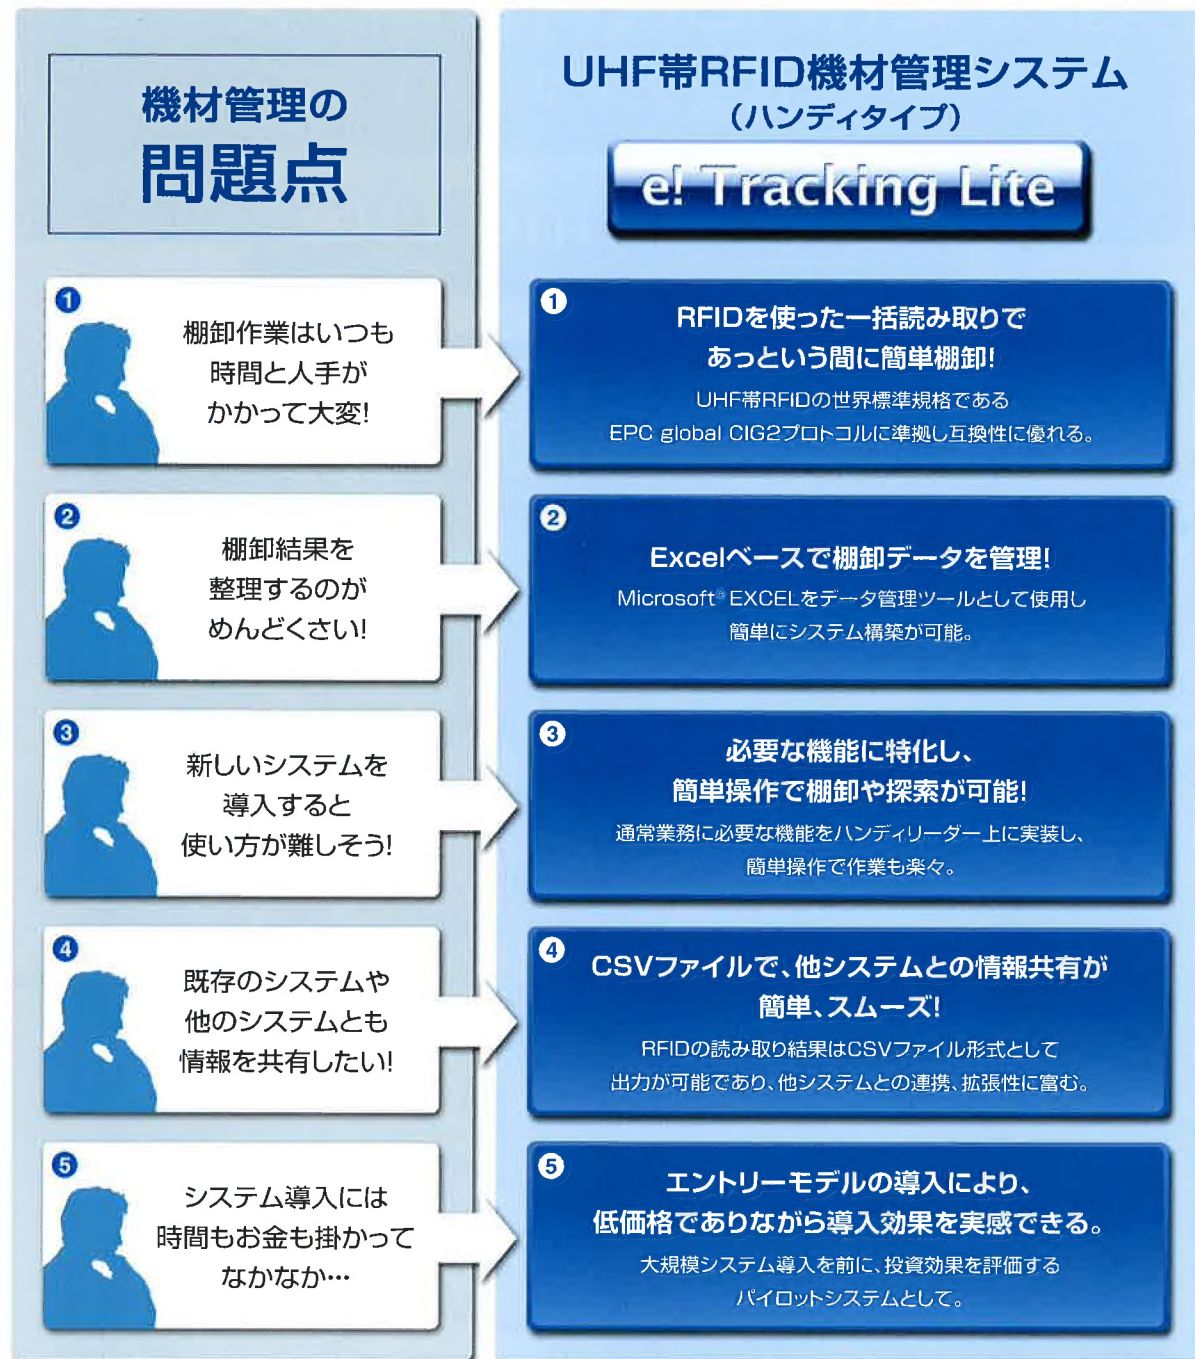 機材管理の
問題点
UHF帯RFID機材管理システム
(ハンディタイプ)
e! Tracking Lite
1
棚卸作業はいつも
時間と人手が
かかって大変!
1
RFIDを使った一括読み取りで
あっという間に簡単棚卸!
UHF帯RFIDの世界標準規格である
EPC global CIG2プロトコルに準拠し互換性に優れる。
2
棚卸結果を
整理するのが
めんどくさい!
2
Excelベースで棚卸データを管理!
Microsoft® EXCELをデータ管理ツールとして使用し
簡単にシステム構築が可能。
3
新しいシステムを
導入すると
使い方が難しそう!
3
必要な機能に特化し、
簡単操作で棚卸や探索が可能!
通常業務に必要な機能をハンディリーダー上に実装し、
簡単操作で作業も楽々。
4
既存のシステムや
他のシステムとも
情報を共有したい!
4
CSVファイルで、他システムとの情報共有が
簡単、スムーズ!
RFIDの読み取り結果はCSVファイル形式として
出力が可能であり、他システムとの連携、拡張性に富む。
5
システム導入には
時間もお金も掛かって
なかなか…
5
エントリーモデルの導入により、
低価格でありながら導入効果を実感できる。
大規模システム導入を前に、投資効果を評価する
パイロットシステムとして。